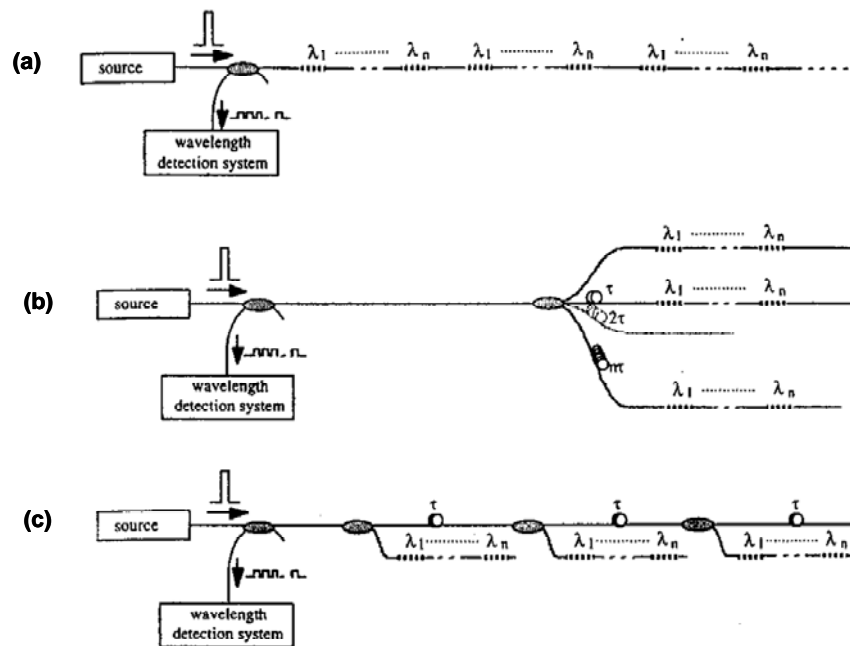 (a)
source
λ1 ........... λn λ1 ........... λn λ1 ........... λn
wavelength
detection system
(b)
source
λ1 ........... λn
τ
λ1 ........... λn
2τ
mτ
λ1 ........... λn
wavelength
detection system
(c)
source
τ τ τ
λ1 ........... λn λ1 ........... λn λ1 ........... λn
wavelength
detection system